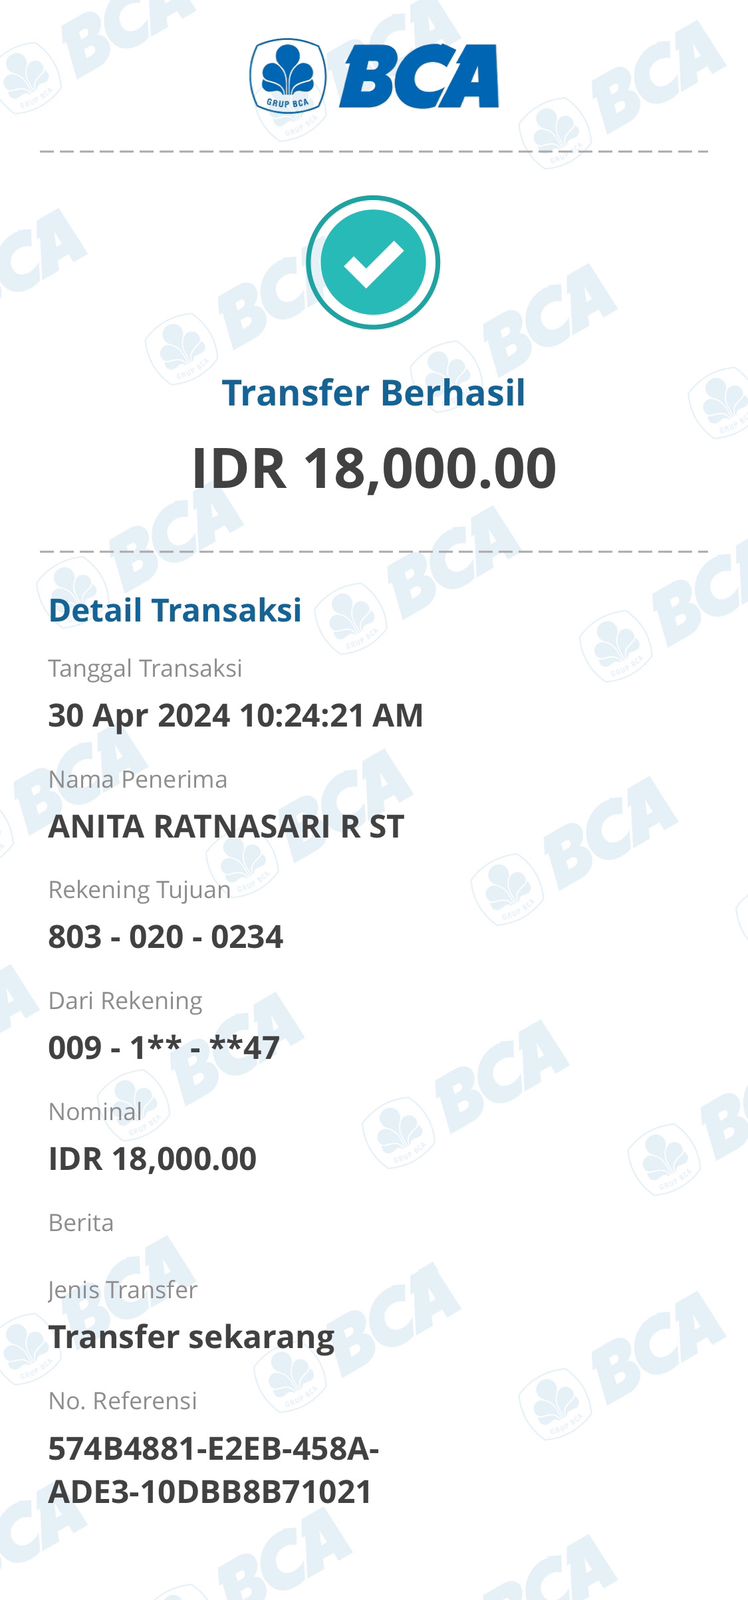 GRUP BCA
BCA
Transfer Berhasil
IDR 18,000.00
Detail Transaksi
Tanggal Transaksi
30 Apr 2024 10:24:21 AM
Nama Penerima
ANITA RATNASARI R ST
Rekening Tujuan
803 - 020 - 0234
Dari Rekening
009 - 1** - **47
Nominal
IDR 18,000.00
Berita
Jenis Transfer
Transfer sekarang
No. Referensi
574B4881-E2EB-458A-
ADE3-10DBB8B71021